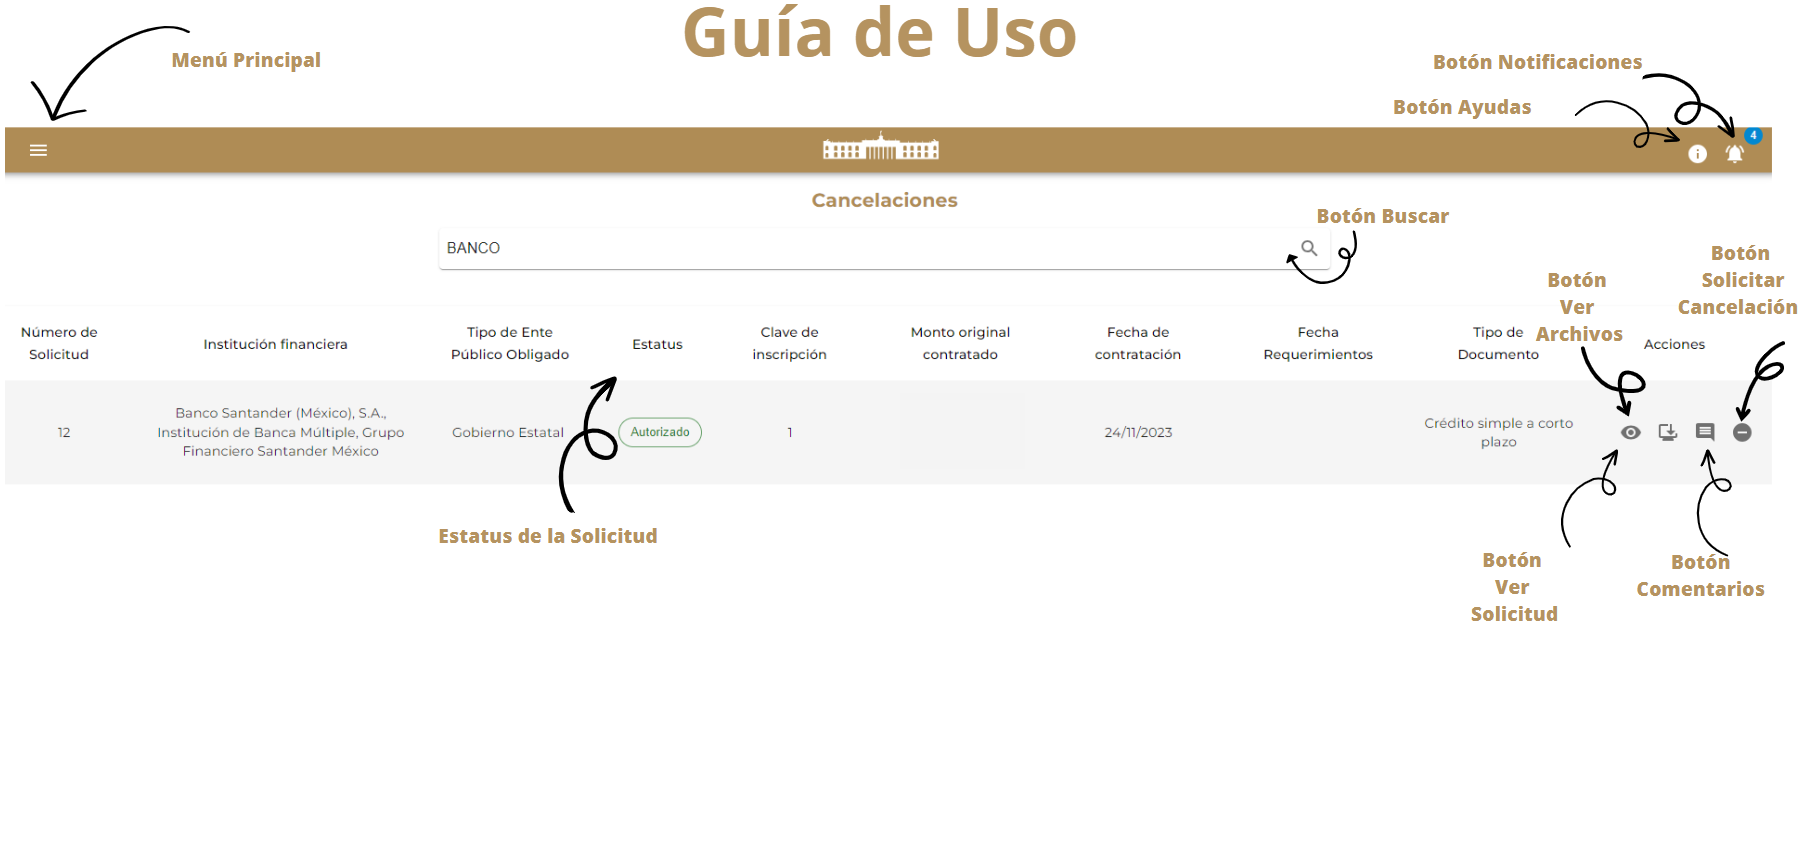 Guía de Uso
Menú Principal
Botón Notificaciones
Botón Ayudas
4
Cancelaciones
Botón Buscar
BANCO
Botón
Solicitar
Cancelación
Botón
Ver
Archivos
Número de
Solicitud
Institución financiera
Tipo de Ente
Público Obligado
Estatus
Clave de
inscripción
Monto original
contratado
Fecha de
contratación
Fecha
Requerimientos
Tipo de
Documento
Acciones
12
Banco Santander (México), S.A.,
Institución de Banca Múltiple, Grupo
Financiero Santander México
Gobierno Estatal
Autorizado
1
24/11/2023
Crédito simple a corto
plazo
Estatus de la Solicitud
Botón
Ver
Solicitud
Botón
Comentarios